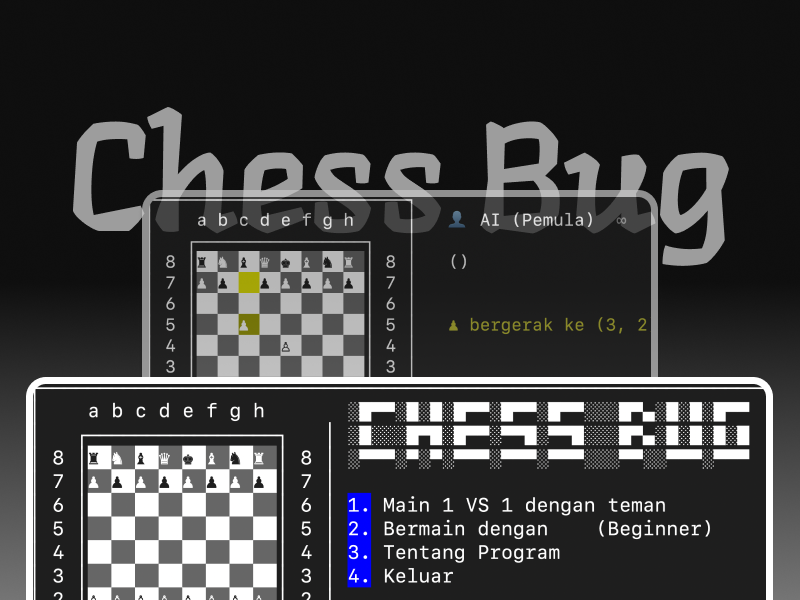 Chess Bug
a b c d e f g h
👤 AI (Pemula) ∞
8 8
()
7 7
6 6
5 5
♟ bergerak ke (3, 2
4 4
3 3
a b c d e f g h
CHESS BUG
8 8
7 7
6 6
1. Main 1 VS 1 dengan teman
5 5
2. Bermain dengan (Beginner)
4 4
3. Tentang Program
3 3
4. Keluar
2 2